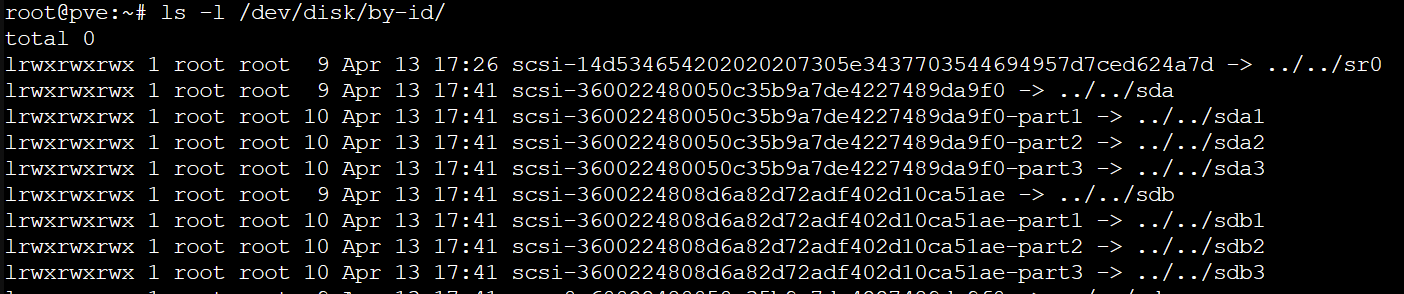 root@pve:~# ls -l /dev/disk/by-id/
total 0
lrwxrwxrwx 1 root root  9 Apr 13 17:26 scsi-14d534654202020207305e3437703544694957d7ced624a7d -> ../../sr0
lrwxrwxrwx 1 root root  9 Apr 13 17:41 scsi-360022480050c35b9a7de4227489da9f0 -> ../../sda
lrwxrwxrwx 1 root root 10 Apr 13 17:41 scsi-360022480050c35b9a7de4227489da9f0-part1 -> ../../sda1
lrwxrwxrwx 1 root root 10 Apr 13 17:41 scsi-360022480050c35b9a7de4227489da9f0-part2 -> ../../sda2
lrwxrwxrwx 1 root root 10 Apr 13 17:41 scsi-360022480050c35b9a7de4227489da9f0-part3 -> ../../sda3
lrwxrwxrwx 1 root root  9 Apr 13 17:41 scsi-3600224808d6a82d72adf402d10ca51ae -> ../../sdb
lrwxrwxrwx 1 root root 10 Apr 13 17:41 scsi-3600224808d6a82d72adf402d10ca51ae-part1 -> ../../sdb1
lrwxrwxrwx 1 root root 10 Apr 13 17:41 scsi-3600224808d6a82d72adf402d10ca51ae-part2 -> ../../sdb2
lrwxrwxrwx 1 root root 10 Apr 13 17:41 scsi-3600224808d6a82d72adf402d10ca51ae-part3 -> ../../sdb3